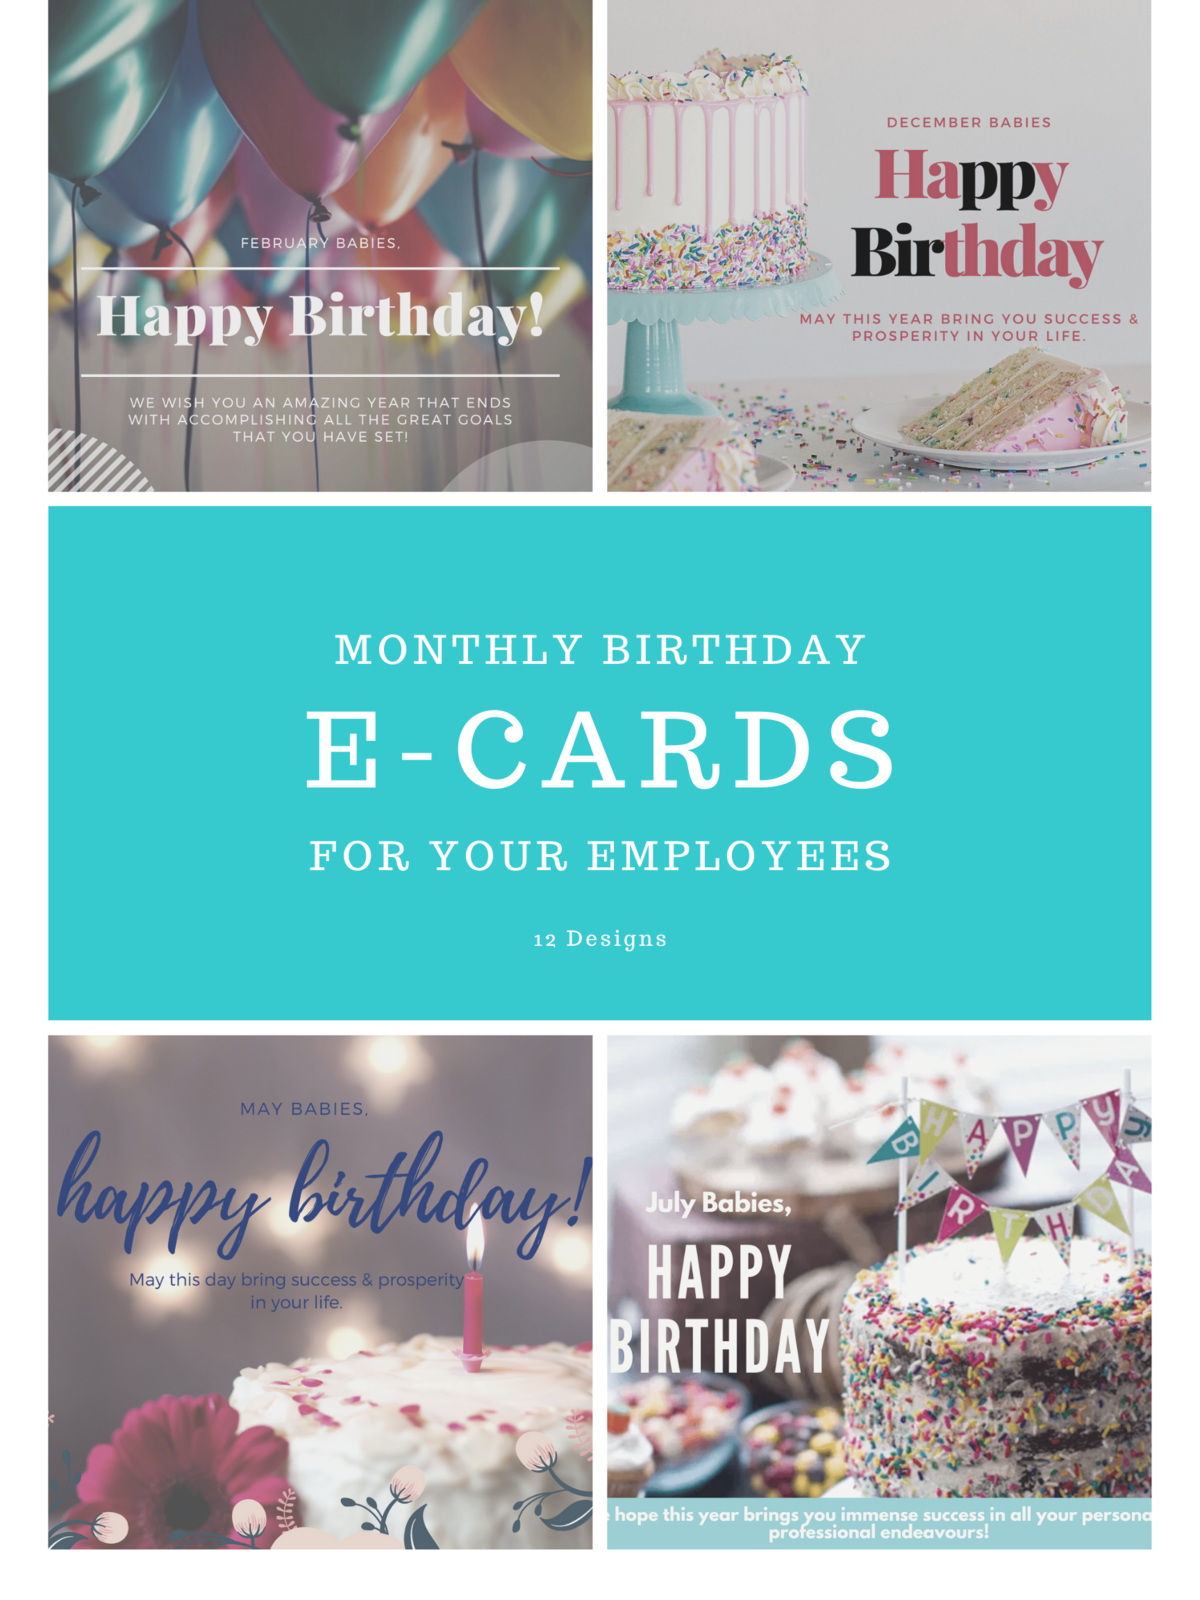 FEBRUARY BABIES,
Happy Birthday!
WE WISH YOU AN AMAZING YEAR THAT ENDS
WITH ACCOMPLISHING ALL THE GREAT GOALS
THAT YOU HAVE SET!
DECEMBER BABIES
Happy
Birthday
MAY THIS YEAR BRING YOU SUCCESS &
PROSPERITY IN YOUR LIFE.
MONTHLY BIRTHDAY
E-CARDS
FOR YOUR EMPLOYEES
12 Designs
MAY BABIES,
happy birthday!
May this day bring success & prosperity
in your life.
HAPPY
BIRTHDAY
July Babies,
HAPPY
BIRTHDAY
hope this year brings you immense success in all your persona
professional endeavours!